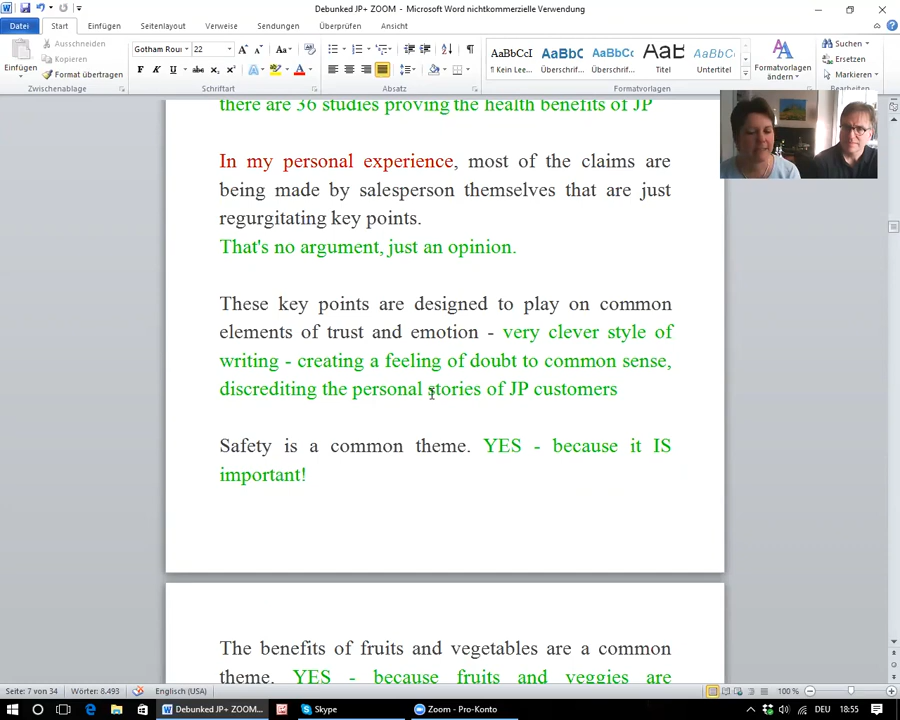 Debunked JP+ ZOOM - Microsoft Word nichtkommerzielle Verwendung
Datei Start Einfügen Seitenlayout Verweise Sendungen Überprüfen Ansicht
Einfügen
Ausschneiden
Kopieren
Format übertragen
Zwischenablage
Gotham Roun 22
F K U abc x₂ x²
Schriftart
Absatz
AaBbCcI AaBbC AaBbCc AaB AaBbCc
¶ Kein Lee... Überschrif... Überschrif... Titel Untertitel
Formatvorlagen ändern
Formatvorlagen
Suchen
Ersetzen
Markieren
Bearbeiten
there are 36 studies proving the health benefits of JP
In my personal experience, most of the claims are
being made by salesperson themselves that are just
regurgitating key points.
That's no argument, just an opinion.
These key points are designed to play on common
elements of trust and emotion - very clever style of
writing - creating a feeling of doubt to common sense,
discrediting the personal stories of JP customers
Safety is a common theme. YES - because it IS
important!
The benefits of fruits and vegetables are a common
theme. YES - because fruits and veggies are
Seite: 7 von 34 Wörter: 8.493 Englisch (USA) 100 %
Debunked JP+ ZOOM... Skype Zoom - Pro-Konto DEU 18:55